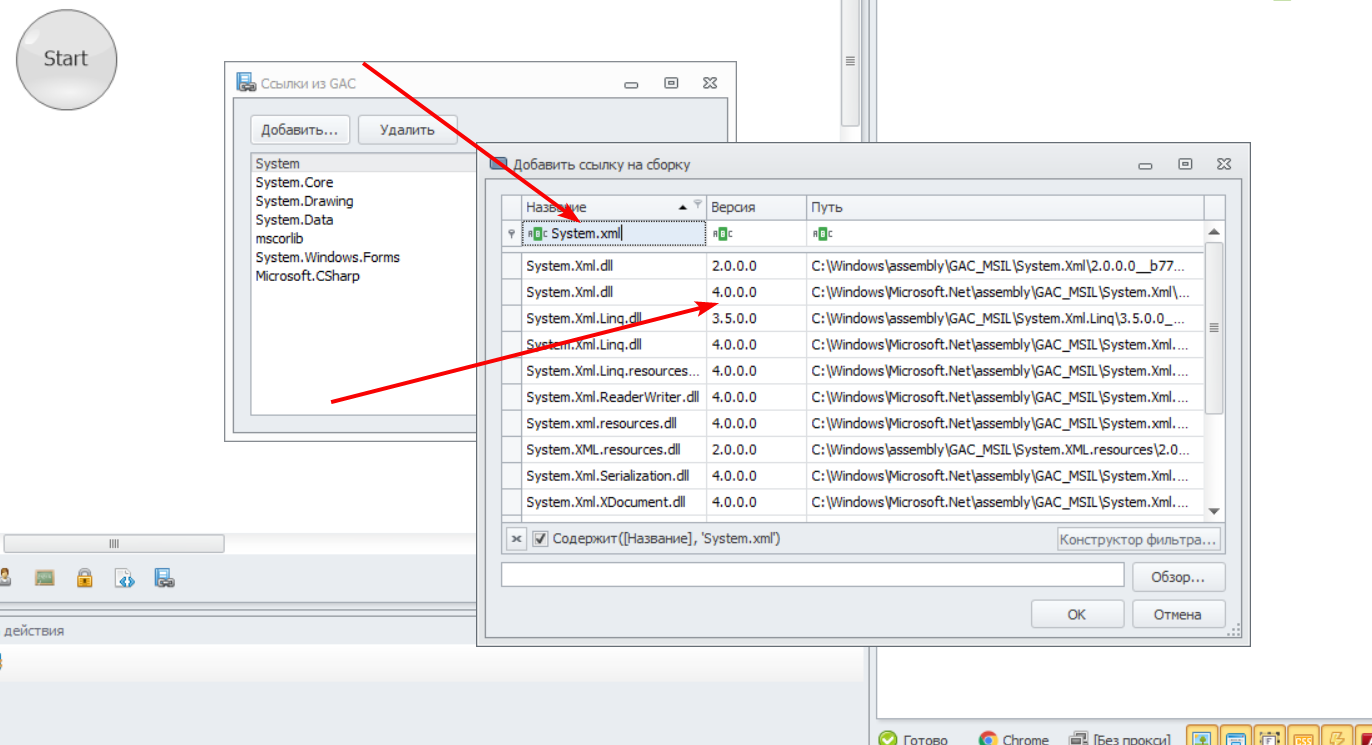 Start
Ссылки из GAC
Добавить...
Удалить
System
System.Core
System.Drawing
System.Data
mscorlib
System.Windows.Forms
Microsoft.CSharp
Добавить ссылку на сборку
Название Версия Путь
System.xml
System.Xml.dll 2.0.0.0 C:\Windows\assembly\GAC_MSIL\System.Xml\2.0.0.0__b77...
System.Xml.dll 4.0.0.0 C:\Windows\Microsoft.Net\assembly\GAC_MSIL\System.Xml\...
System.Xml.Linq.dll 3.5.0.0 C:\Windows\assembly\GAC_MSIL\System.Xml.Linq\3.5.0.0_...
System.Xml.Linq.dll 4.0.0.0 C:\Windows\Microsoft.Net\assembly\GAC_MSIL\System.Xml....
System.Xml.Linq.resources... 4.0.0.0 C:\Windows\Microsoft.Net\assembly\GAC_MSIL\System.Xml....
System.Xml.ReaderWriter.dll 4.0.0.0 C:\Windows\Microsoft.Net\assembly\GAC_MSIL\System.Xml....
System.xml.resources.dll 4.0.0.0 C:\Windows\Microsoft.Net\assembly\GAC_MSIL\System.xml....
System.XML.resources.dll 2.0.0.0 C:\Windows\assembly\GAC_MSIL\System.XML.resources\2.0...
System.Xml.Serialization.dll 4.0.0.0 C:\Windows\Microsoft.Net\assembly\GAC_MSIL\System.Xml....
System.Xml.XDocument.dll 4.0.0.0 C:\Windows\Microsoft.Net\assembly\GAC_MSIL\System.Xml....
Содержит([Название], 'System.xml')
Конструктор фильтра...
Обзор...
OK
Отмена
действия
Готово Chrome [Без прокси]